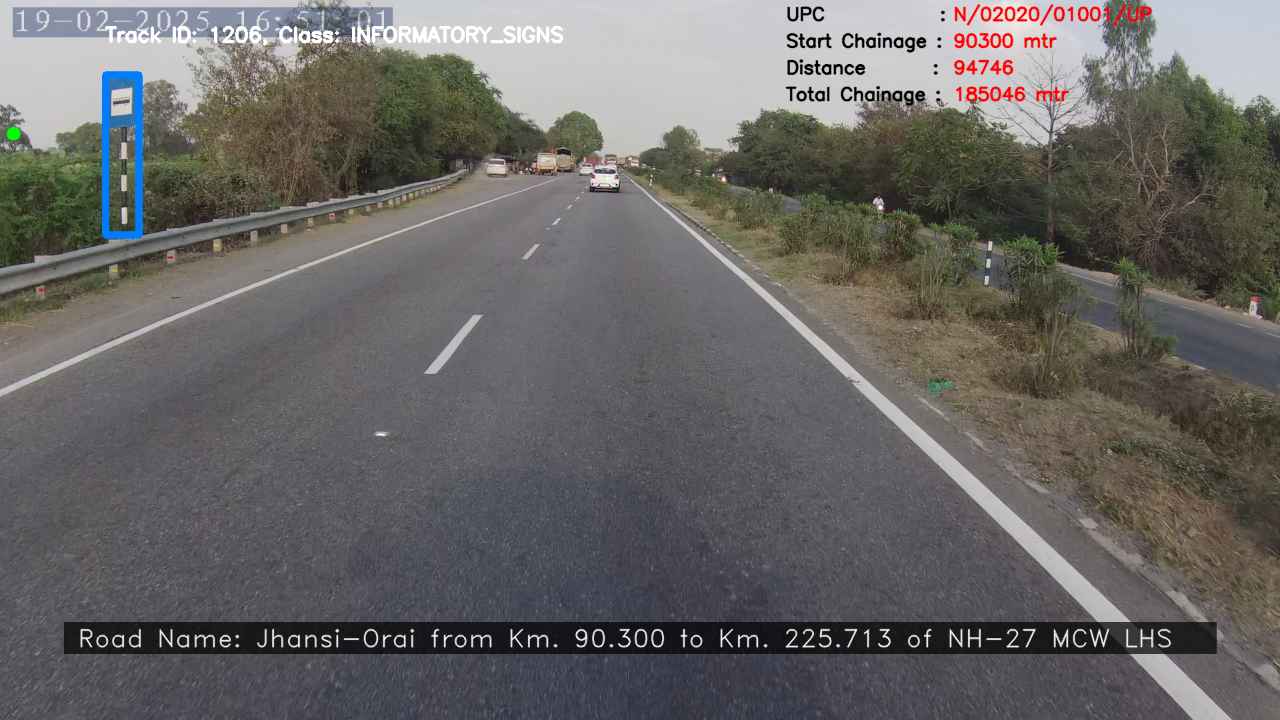 19-02-2025 16:51:01
Track ID: 1206, Class: INFORMATORY_SIGNS
UPC : N/02020/01001/UP
Start Chainage : 90300 mtr
Distance : 94746
Total Chainage : 185046 mtr
Road Name: Jhansi-Orai from Km. 90.300 to Km. 225.713 of NH-27 MCW LHS